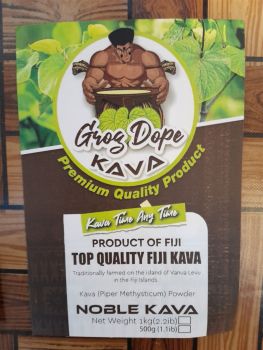 Grog Dope
KAVA
Premium Quality Product
Kava Time Any Time
PRODUCT OF FIJI
TOP QUALITY FIJI KAVA
Traditionally farmed on the island of Vanua Levu
in the Fiji Islands
Kava (Piper Methysticum) Powder
NOBLE KAVA
Net Weight 1kg(2.2lb)
500g (1.1lb)